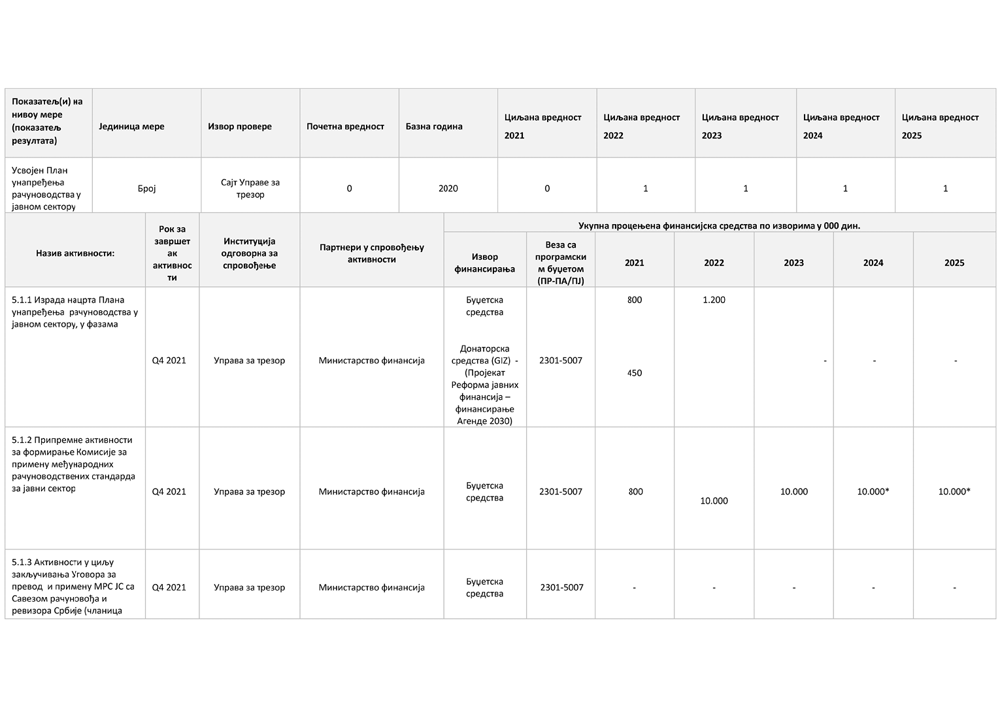 Показатељ(и) на
нивоу мере
(показатељ
резултата)
Јединица мере
Извор провере
Почетна вредност
Базна година
Циљана вредност
2021
Циљана вредност
2022
Циљана вредност
2023
Циљана вредност
2024
Циљана вредност
2025
Усвојен План
унапређења
рачуноводства у
јавном сектору
Број
Сајт Управе за
трезор
0
2020
0
1
1
1
1
Назив активности:
Рок за
завршет
ак
активнос
ти
Институција
одговорна за
спровођење
Партнери у спровођењу
активности
Укупна процењена финансијска средства по изворима у 000 дин.
Извор
финансирања
Веза са
програмски
м буџетом
(ПР-ПА/ПЈ)
2021
2022
2023
2024
2025
5.1.1 Израда нацрта Плана
унапређења  рачуноводства у
јавном сектору, у фазама
Q4 2021
Управа за трезор
Министарство финансија
Буџетска
средства
Донаторска
средства (GIZ)  -
(Пројекат
Реформа јавних
финансија –
финансирање
Агенде 2030)
2301-5007
800
450
1.200
-
-
-
5.1.2 Припремне активности
за формирање Комисије за
примену међународних
рачуноводствених стандарда
за јавни сектор
Q4 2021
Управа за трезор
Министарство финансија
Буџетска
средства
2301-5007
800
10.000
10.000
10.000*
10.000*
5.1.3 Активности у циљу
закључивања Уговора за
превод  и примену МРС ЈС са
Савезом рачуновођа и
ревизора Србије (чланица
Q4 2021
Управа за трезор
Министарство финансија
Буџетска
средства
2301-5007
-
-
-
-
-